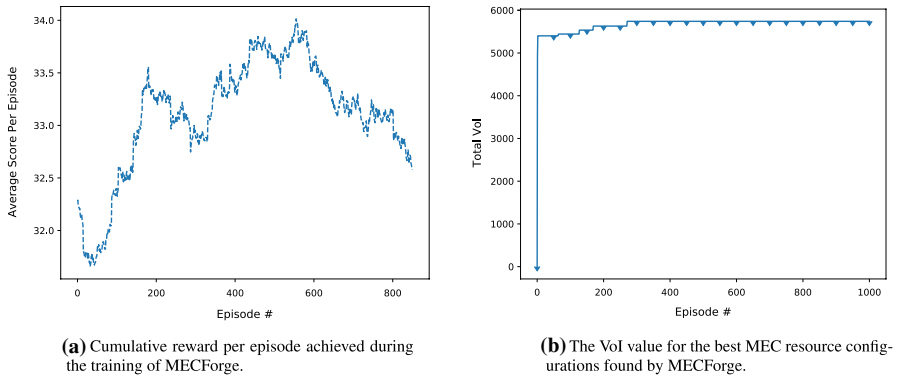 34.0
33.5
33.0
32.5
32.0
Average Score Per Episode
0
200
400
600
800
Episode #
(a) Cumulative reward per episode achieved during
the training of MECForge.
6000
5000
4000
3000
2000
1000
0
Total VoI
0
200
400
600
800
1000
Episode #
(b) The VoI value for the best MEC resource config-
urations found by MECForge.